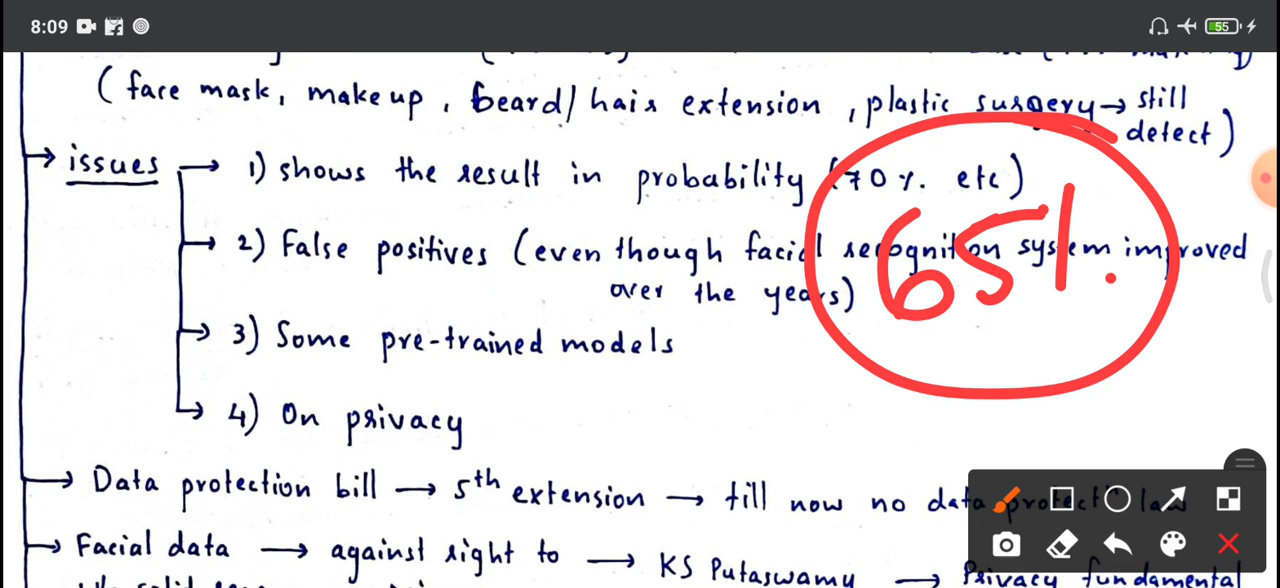 8:09
55
(face mask, makeup, beard/hair extension, plastic surgery → still
detect)
→ issues → 1) shows the result in probability (70%. etc)
→ 2) False positives (even though facial recognition system improved
over the years)
65%.
→ 3) Some pre-trained models
→ 4) On privacy
→ Data protection bill → 5th extension → till now no data protectn law
→ Facial data → against right to → KS Putaswamy → Privacy fundamental